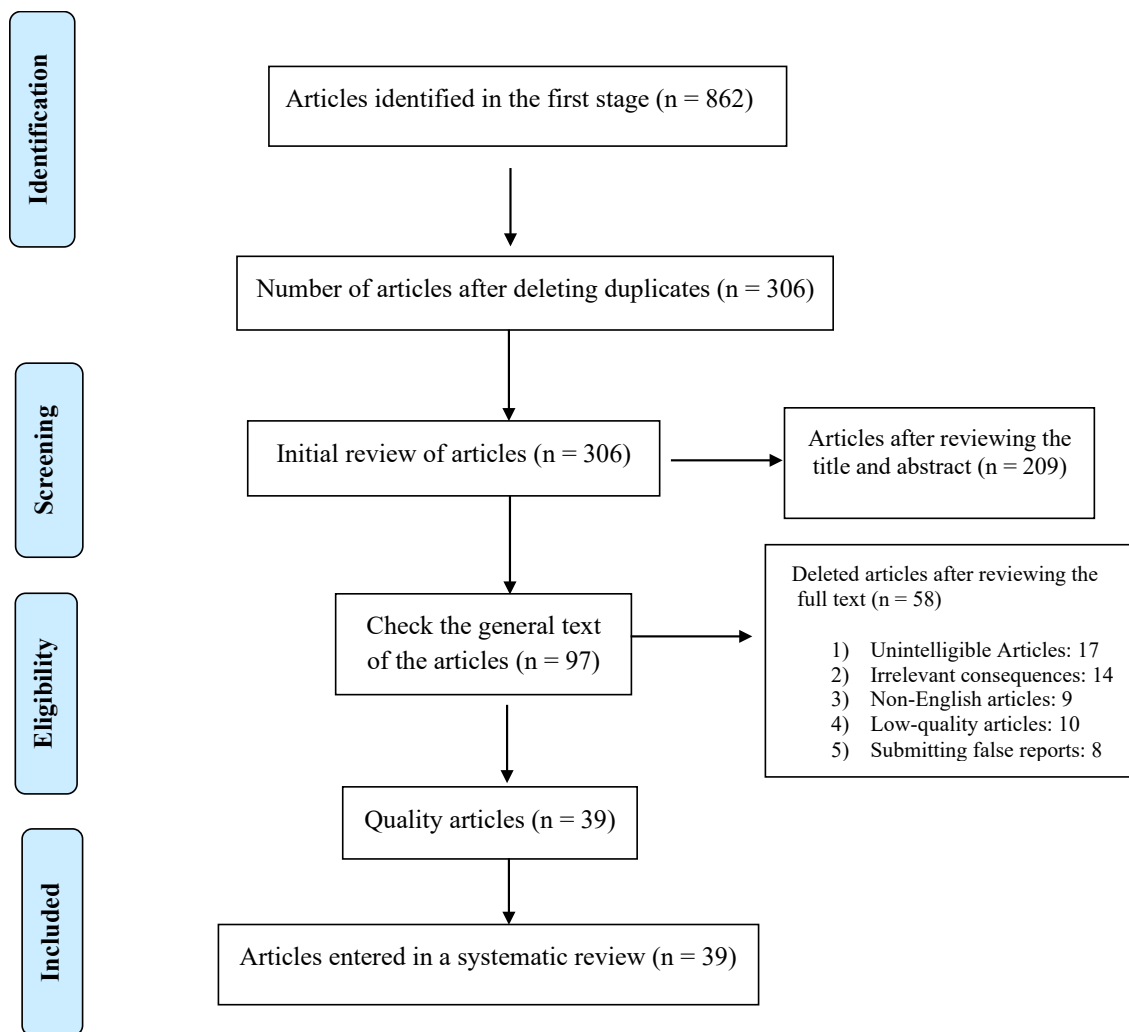 Identification
Articles identified in the first stage (n = 862)
Number of articles after deleting duplicates (n = 306)
Screening
Initial review of articles (n = 306)
Articles after reviewing the
title and abstract (n = 209)
Eligibility
Check the general text
of the articles (n = 97)
Deleted articles after reviewing the
full text (n = 58)
1) Unintelligible Articles: 17
2) Irrelevant consequences: 14
3) Non-English articles: 9
4) Low-quality articles: 10
5) Submitting false reports: 8
Quality articles (n = 39)
Included
Articles entered in a systematic review (n = 39)